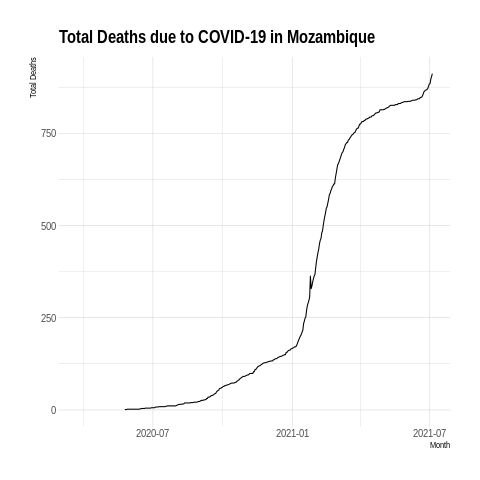 Total Deaths due to COVID-19 in Mozambique
Total Deaths
750
500
250
0
2020-07
2021-01
2021-07
Month